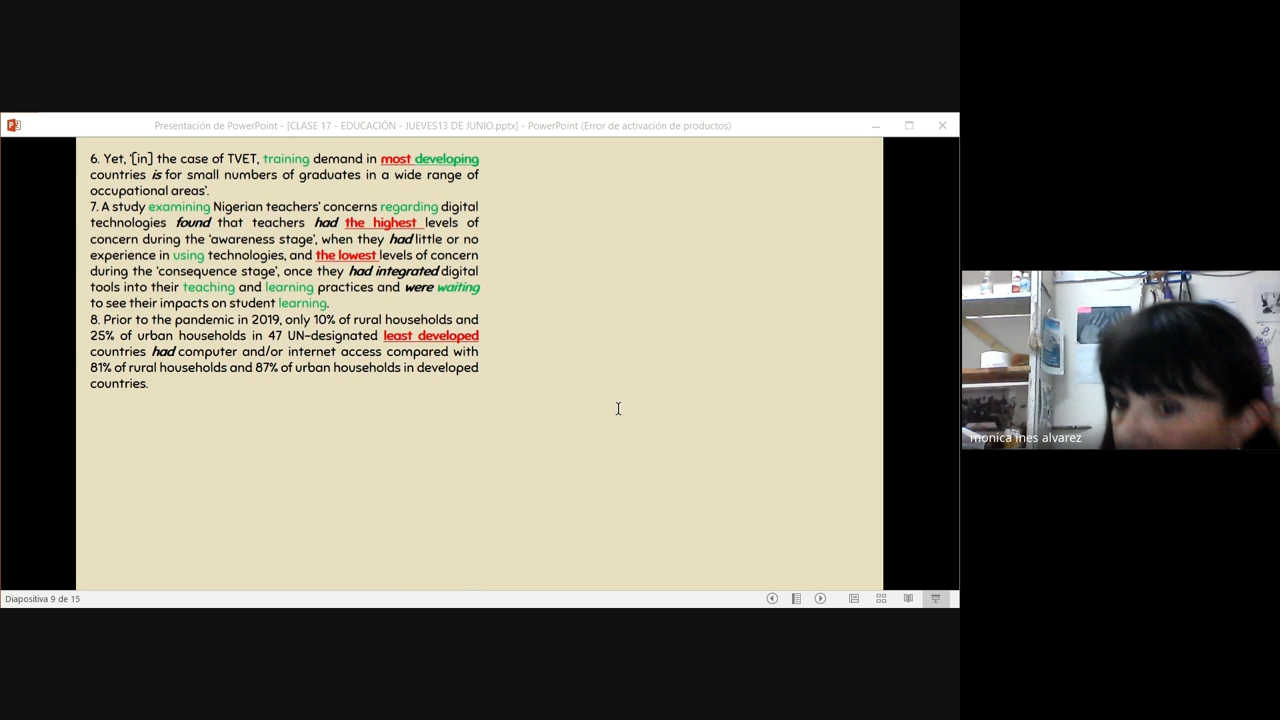 Presentación de PowerPoint - [CLASE 17 - EDUCACIÓN - JUEVES13 DE JUNIO.pptx] - PowerPoint (Error de activación de productos)
6. Yet, '[in] the case of TVET, training demand in most developing
countries is for small numbers of graduates in a wide range of
occupational areas'.
7. A study examining Nigerian teachers' concerns regarding digital
technologies found that teachers had the highest levels of
concern during the 'awareness stage', when they had little or no
experience in using technologies, and the lowest levels of concern
during the 'consequence stage', once they had integrated digital
tools into their teaching and learning practices and were waiting
to see their impacts on student learning.
8. Prior to the pandemic in 2019, only 10% of rural households and
25% of urban households in 47 UN-designated least developed
countries had computer and/or internet access compared with
81% of rural households and 87% of urban households in developed
countries.
monica ines alvarez
Diapositiva 9 de 15